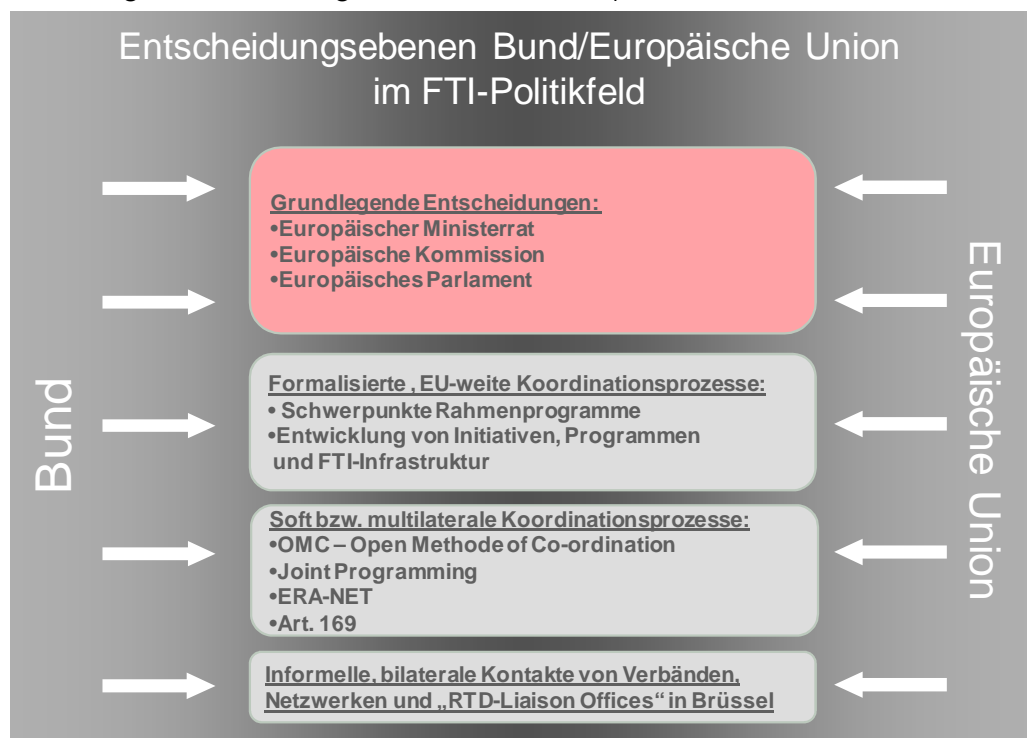 Entscheidungsebenen Bund/Europäische Union
im FTI-Politikfeld
Bund
Grundlegende Entscheidungen:
•Europäischer Ministerrat
•Europäische Kommission
•Europäisches Parlament
Formalisierte , EU-weite Koordinationsprozesse:
• Schwerpunkte Rahmenprogramme
•Entwicklung von Initiativen, Programmen
und FTI-Infrastruktur
Soft bzw. multilaterale Koordinationsprozesse:
•OMC – Open Methode of Co-ordination
•Joint Programming
•ERA-NET
•Art. 169
Informelle, bilaterale Kontakte von Verbänden,
Netzwerken und „RTD-Liaison Offices“ in Brüssel
Europäische Union